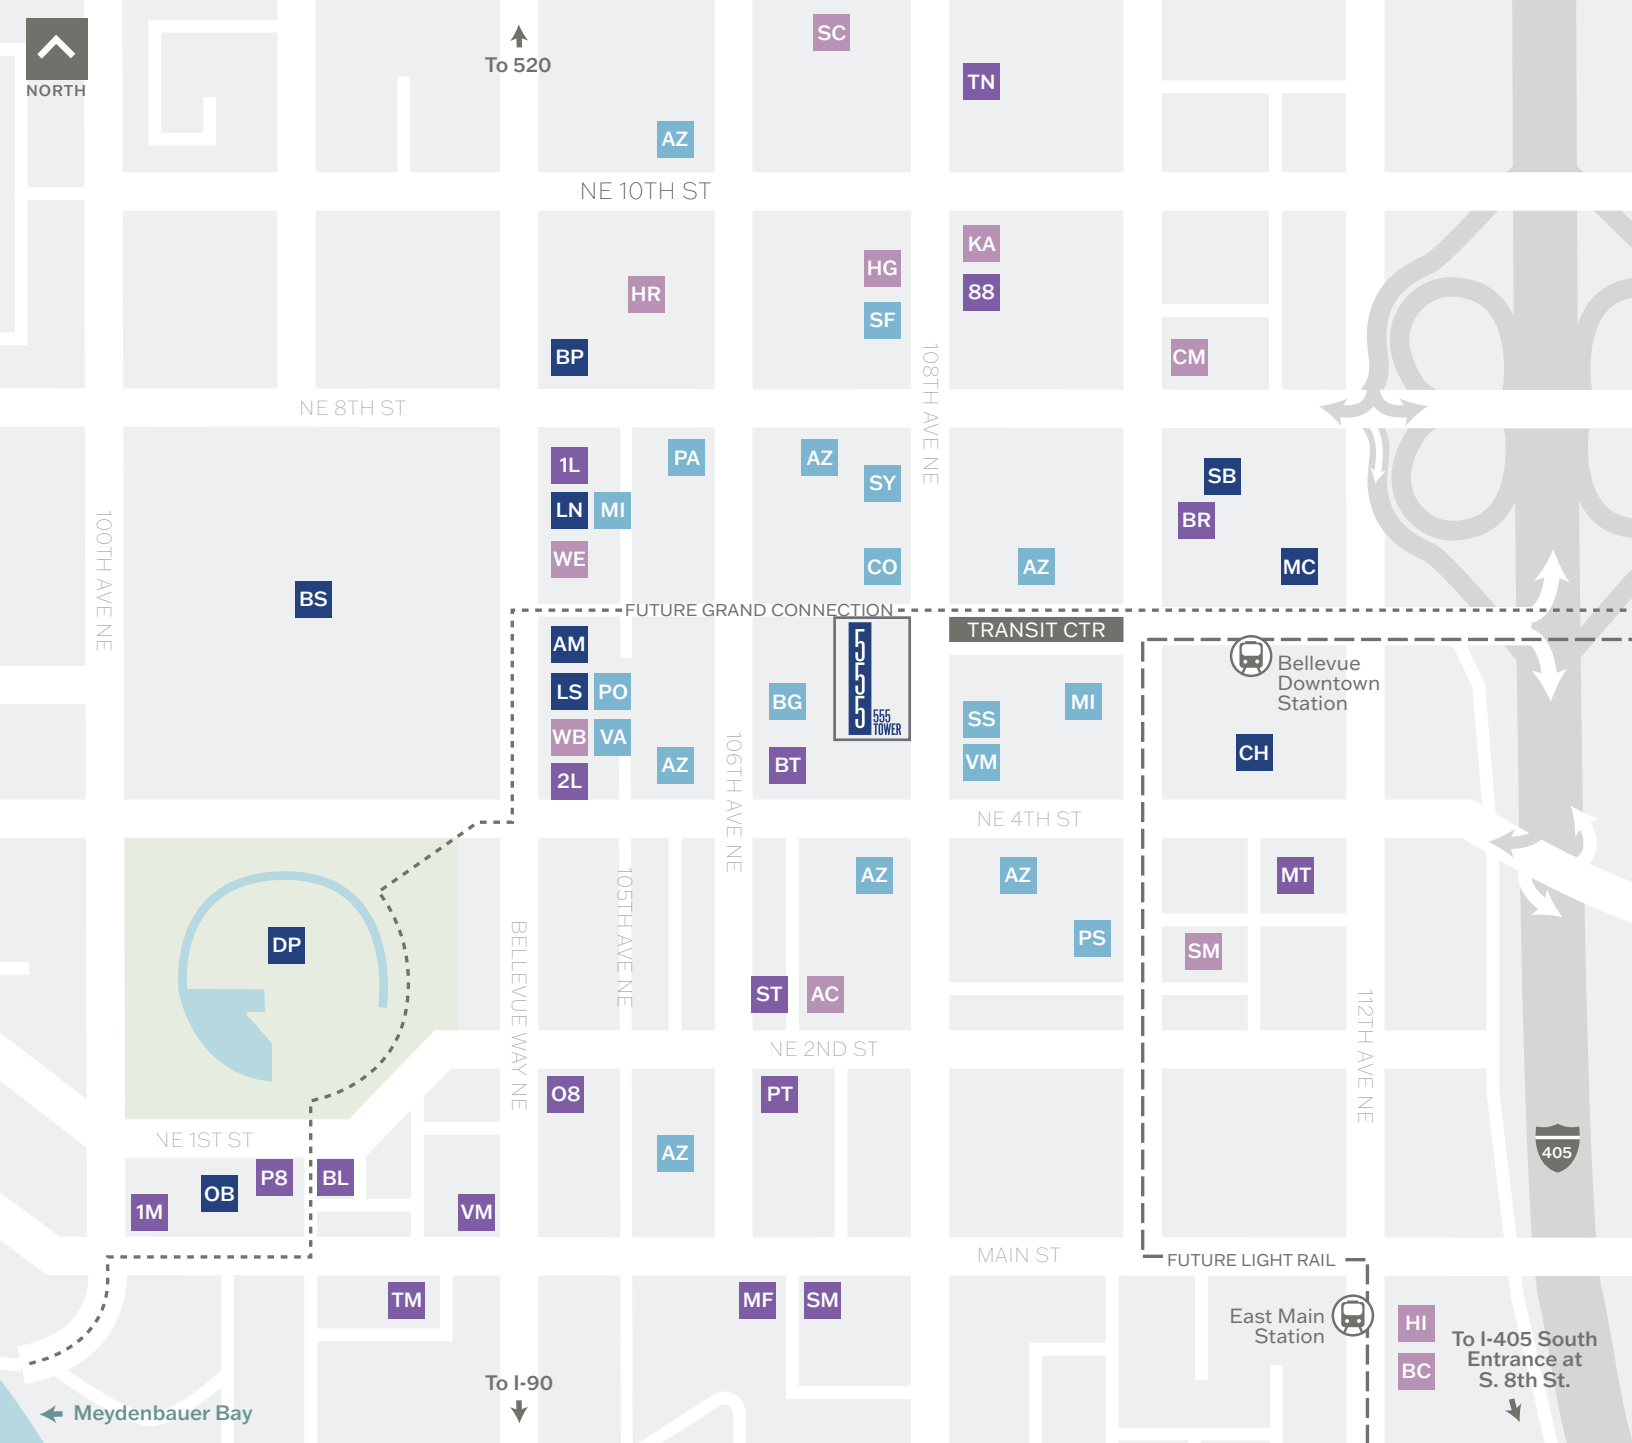 NORTH
To 520
SC
TN
AZ
NE 10TH ST
KA
HG
88
HR
SF
BP
CM
108TH AVE NE
NE 8TH ST
1L
PA
AZ
SY
SB
LN
MI
BR
WE
CO
AZ
MC
100TH AVE NE
BS
FUTURE GRAND CONNECTION
TRANSIT CTR
AM
5
5
5
555
TOWER
Bellevue
Downtown
Station
LS
PO
BG
SS
MI
WB
VA
AZ
BT
VM
CH
2L
106TH AVE NE
NE 4TH ST
AZ
AZ
MT
105TH AVE NE
DP
BELLEVUE WAY NE
PS
SM
ST
AC
112TH AVE NE
NE 2ND ST
O8
PT
NE 1ST ST
AZ
405
P8
BL
OB
1M
VM
MAIN ST
FUTURE LIGHT RAIL
TM
MF
SM
East Main
Station
HI
BC
To I-405 South
Entrance at
S. 8th St.
To I-90
Meydenbauer Bay